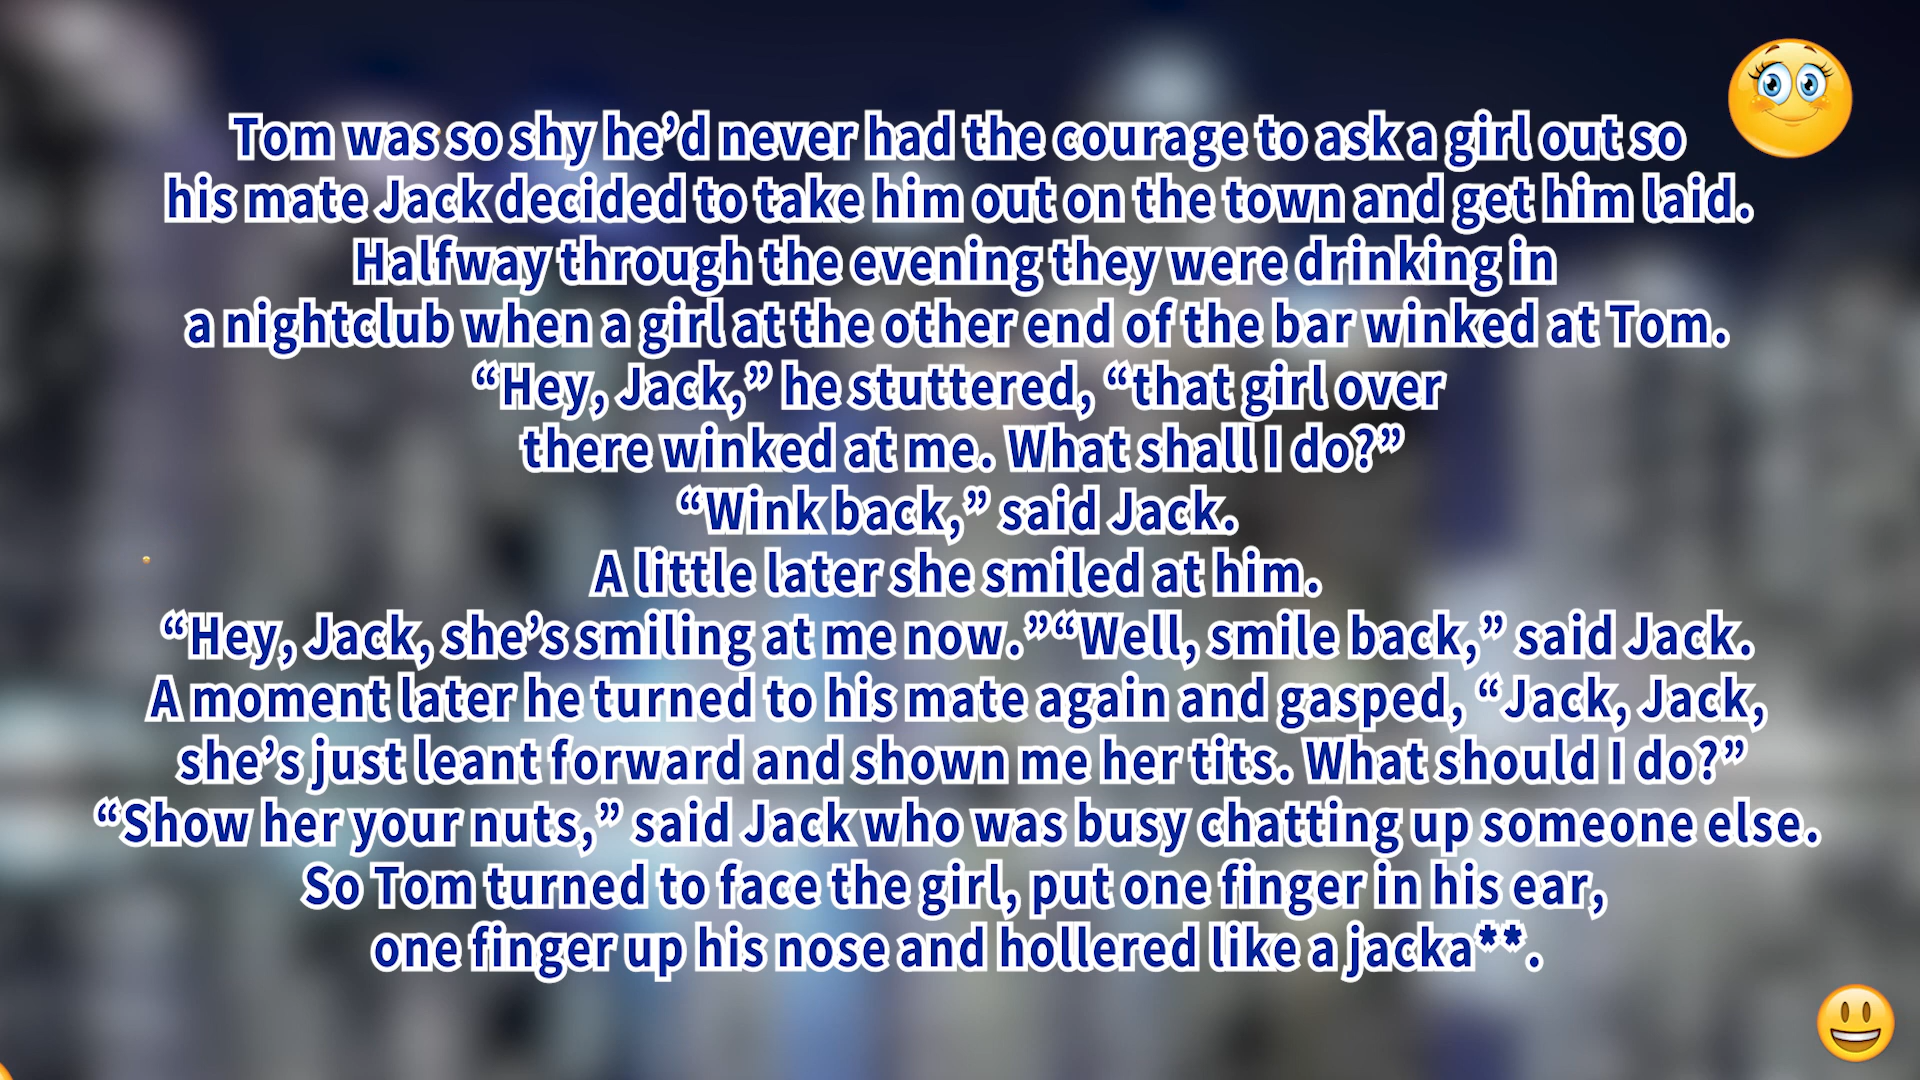 Tom was so shy he’d never had the courage to ask a girl out so
his mate Jack decided to take him out on the town and get him laid.
Halfway through the evening they were drinking in
a nightclub when a girl at the other end of the bar winked at Tom.
“Hey, Jack,” he stuttered, “that girl over
there winked at me. What shall I do?”
“Wink back,” said Jack.
A little later she smiled at him.
“Hey, Jack, she’s smiling at me now.”“Well, smile back,” said Jack.
A moment later he turned to his mate again and gasped, “Jack, Jack,
she’s just leant forward and shown me her tits. What should I do?”
“Show her your nuts,” said Jack who was busy chatting up someone else.
So Tom turned to face the girl, put one finger in his ear,
one finger up his nose and hollered like a jacka**.